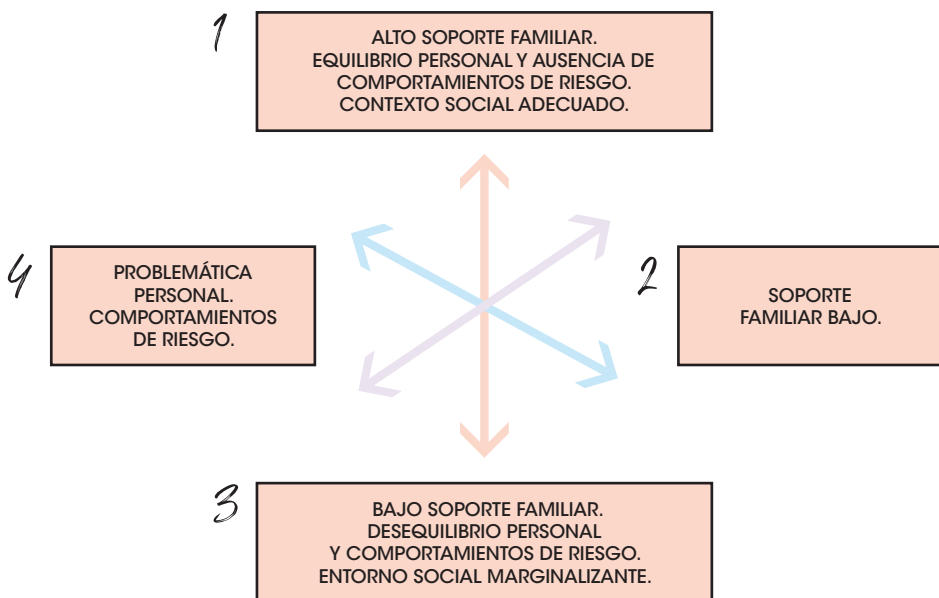 1
ALTO SOPORTE FAMILIAR.
EQUILIBRIO PERSONAL Y AUSENCIA DE
COMPORTAMIENTOS DE RIESGO.
CONTEXTO SOCIAL ADECUADO.
4
PROBLEMÁTICA
PERSONAL.
COMPORTAMIENTOS
DE RIESGO.
2
SOPORTE
FAMILIAR BAJO.
3
BAJO SOPORTE FAMILIAR.
DESEQUILIBRIO PERSONAL
Y COMPORTAMIENTOS DE RIESGO.
ENTORNO SOCIAL MARGINALIZANTE.